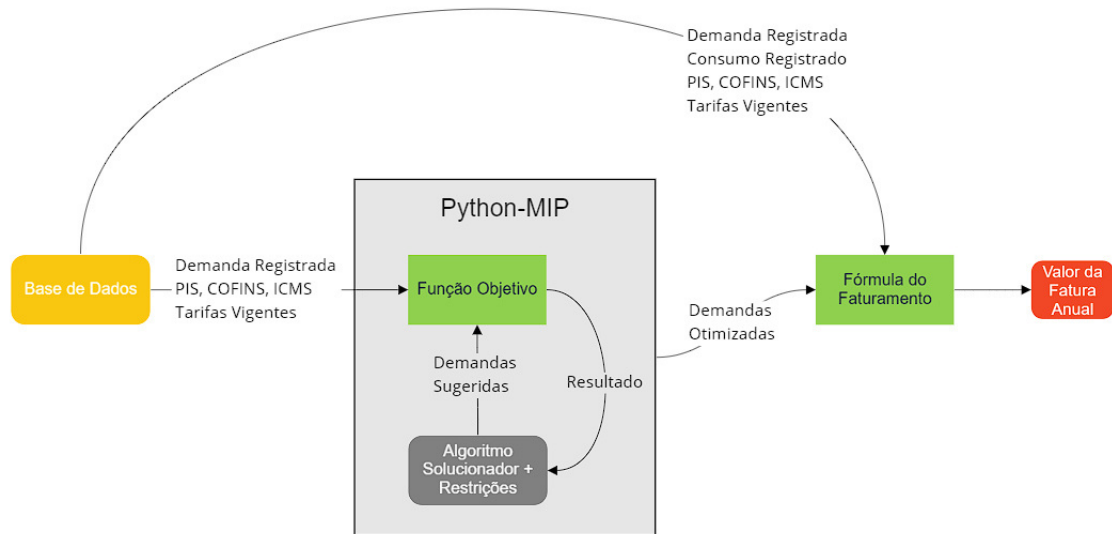 Demanda Registrada
Consumo Registrado
PIS, COFINS, ICMS
Tarifas Vigentes
Python-MIP
Base de Dados
Demanda Registrada
PIS, COFINS, ICMS
Tarifas Vigentes
Função Objetivo
Demandas
Sugeridas
Resultado
Algoritmo
Solucionador +
Restrições
Demandas
Otimizadas
Fórmula do
Faturamento
Valor da
Fatura
Anual